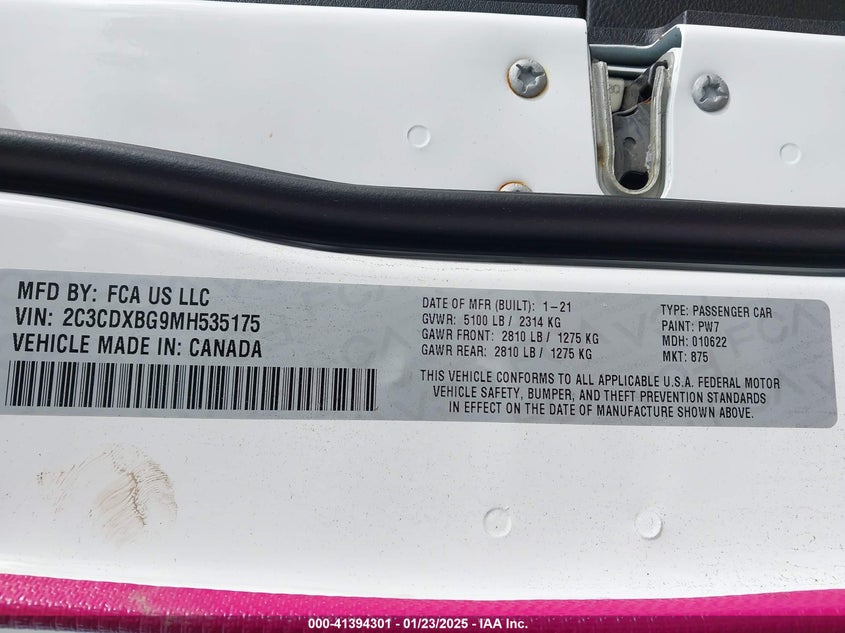 MFD BY: FCA US LLC
VIN: 2C3CDXBG9MH535175
VEHICLE MADE IN: CANADA
DATE OF MFR (BUILT): 1-21
GVWR: 5100 LB / 2314 KG
GAWR FRONT: 2810 LB / 1275 KG
GAWR REAR: 2810 LB / 1275 KG
TYPE: PASSENGER CAR
PAINT: PW7
MDH: 010622
MKT: 875
THIS VEHICLE CONFORMS TO ALL APPLICABLE U.S.A. FEDERAL MOTOR
VEHICLE SAFETY, BUMPER, AND THEFT PREVENTION STANDARDS
IN EFFECT ON THE DATE OF MANUFACTURE SHOWN ABOVE.
000-41394301 - 01/23/2025 - IAA Inc.